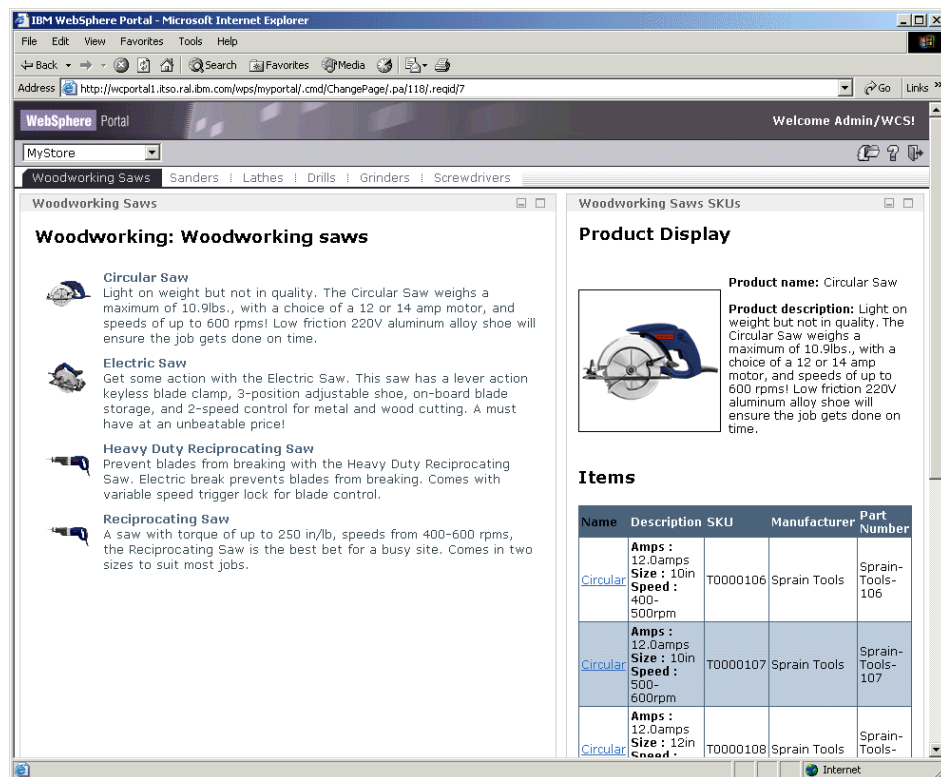 IBM WebSphere Portal - Microsoft Internet Explorer
File Edit View Favorites Tools Help
Back Search Favorites Media
Address http://wcportal1.itso.ral.ibm.com/wps/myportal/.cmd/ChangePage/.pa/118/.reqid/7 Go Links »
WebSphere Portal Welcome Admin/WCS!
MyStore
Woodworking Saws Sanders | Lathes | Drills | Grinders | Screwdrivers
Woodworking Saws
Woodworking: Woodworking saws
Circular Saw
Light on weight but not in quality. The Circular Saw weighs a
maximum of 10.9lbs., with a choice of a 12 or 14 amp motor, and
speeds of up to 600 rpms! Low friction 220V aluminum alloy shoe will
ensure the job gets done on time.
Electric Saw
Get some action with the Electric Saw. This saw has a lever action
keyless blade clamp, 3-position adjustable shoe, on-board blade
storage, and 2-speed control for metal and wood cutting. A must
have at an unbeatable price!
Heavy Duty Reciprocating Saw
Prevent blades from breaking with the Heavy Duty Reciprocating
Saw. Electric break prevents blades from breaking. Comes with
variable speed trigger lock for blade control.
Reciprocating Saw
A saw with torque of up to 250 in/lb, speeds from 400-600 rpms,
the Reciprocating Saw is the best bet for a busy site. Comes in two
sizes to suit most jobs.
Woodworking Saws SKUs
Product Display
Product name: Circular Saw
Product description: Light on
weight but not in quality. The
Circular Saw weighs a
maximum of 10.9lbs., with a
choice of a 12 or 14 amp
motor, and speeds of up to
600 rpms! Low friction 220V
aluminum alloy shoe will
ensure the job gets done on
time.
Items
Name Description SKU Manufacturer Part
Number
Amps :
12.0amps
Size : 10in
Speed :
400-
500rpm
Circular T0000106 Sprain Tools
Sprain-
Tools-
106
Amps :
12.0amps
Size : 10in
Speed :
500-
600rpm
Circular T0000107 Sprain Tools
Sprain-
Tools-
107
Amps :
12.0amps
Size : 12in
Speed :
Circular T0000108 Sprain Tools
Sprain-
Tools-
Internet